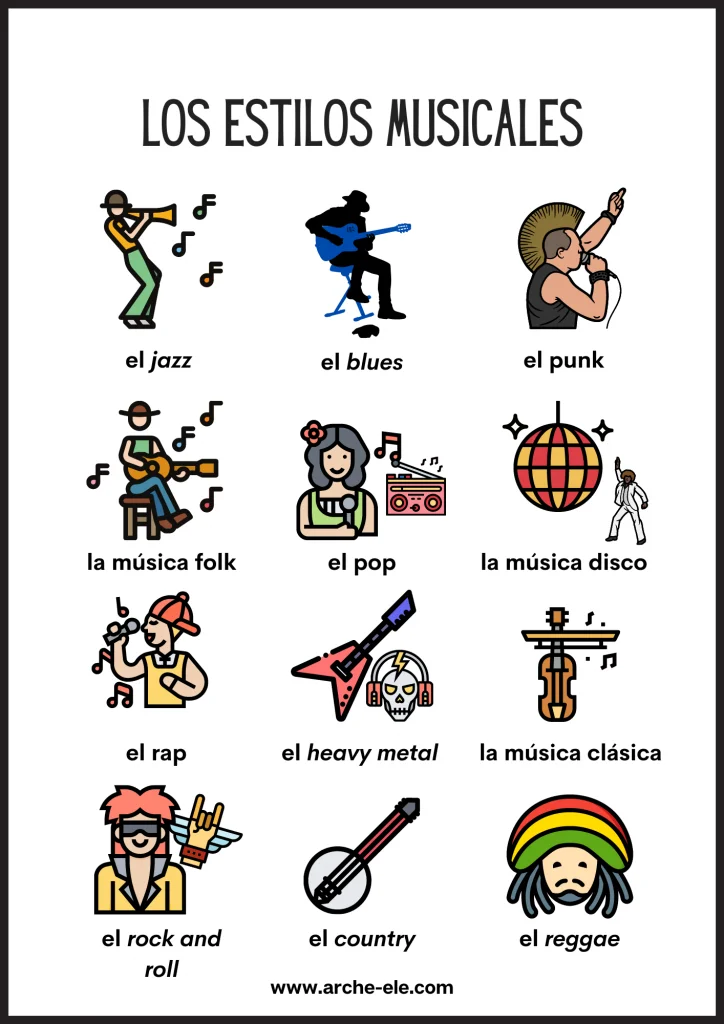 LOS ESTILOS MUSICALES
el jazz
el blues
el punk
la música folk
el pop
la música disco
el rap
el heavy metal
la música clásica
el rock and
roll
el country
el reggae
www.arche-ele.com